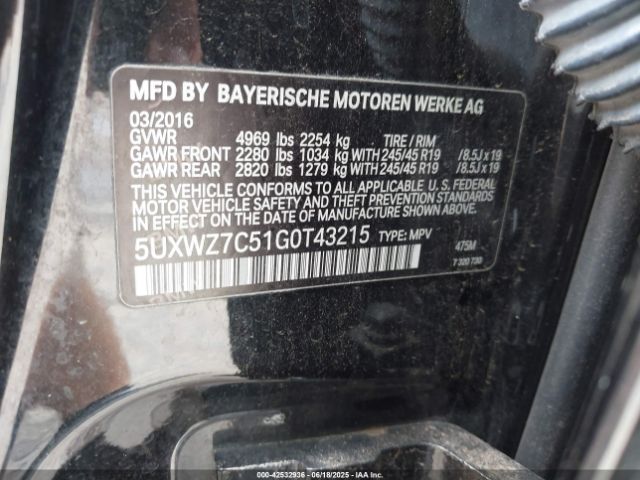 MFD BY BAYERISCHE MOTOREN WERKE AG
03/2016
GVWR 4969 lbs 2254 kg TIRE / RIM
GAWR FRONT 2280 lbs 1034 kg WITH 245/45 R19 / 8.5J x 19
GAWR REAR 2820 lbs 1279 kg WITH 245/45 R19 / 8.5J x 19
THIS VEHICLE CONFORMS TO ALL APPLICABLE U. S. FEDERAL
MOTOR VEHICLE SAFETY AND THEFT PREVENTION STANDARDS
IN EFFECT ON THE DATE OF MANUFACTURE SHOWN ABOVE.
5UXWZ7C51G0T43215 TYPE: MPV 475M
7 320 730
000-42532936 - 06/18/2025 - IAA Inc.